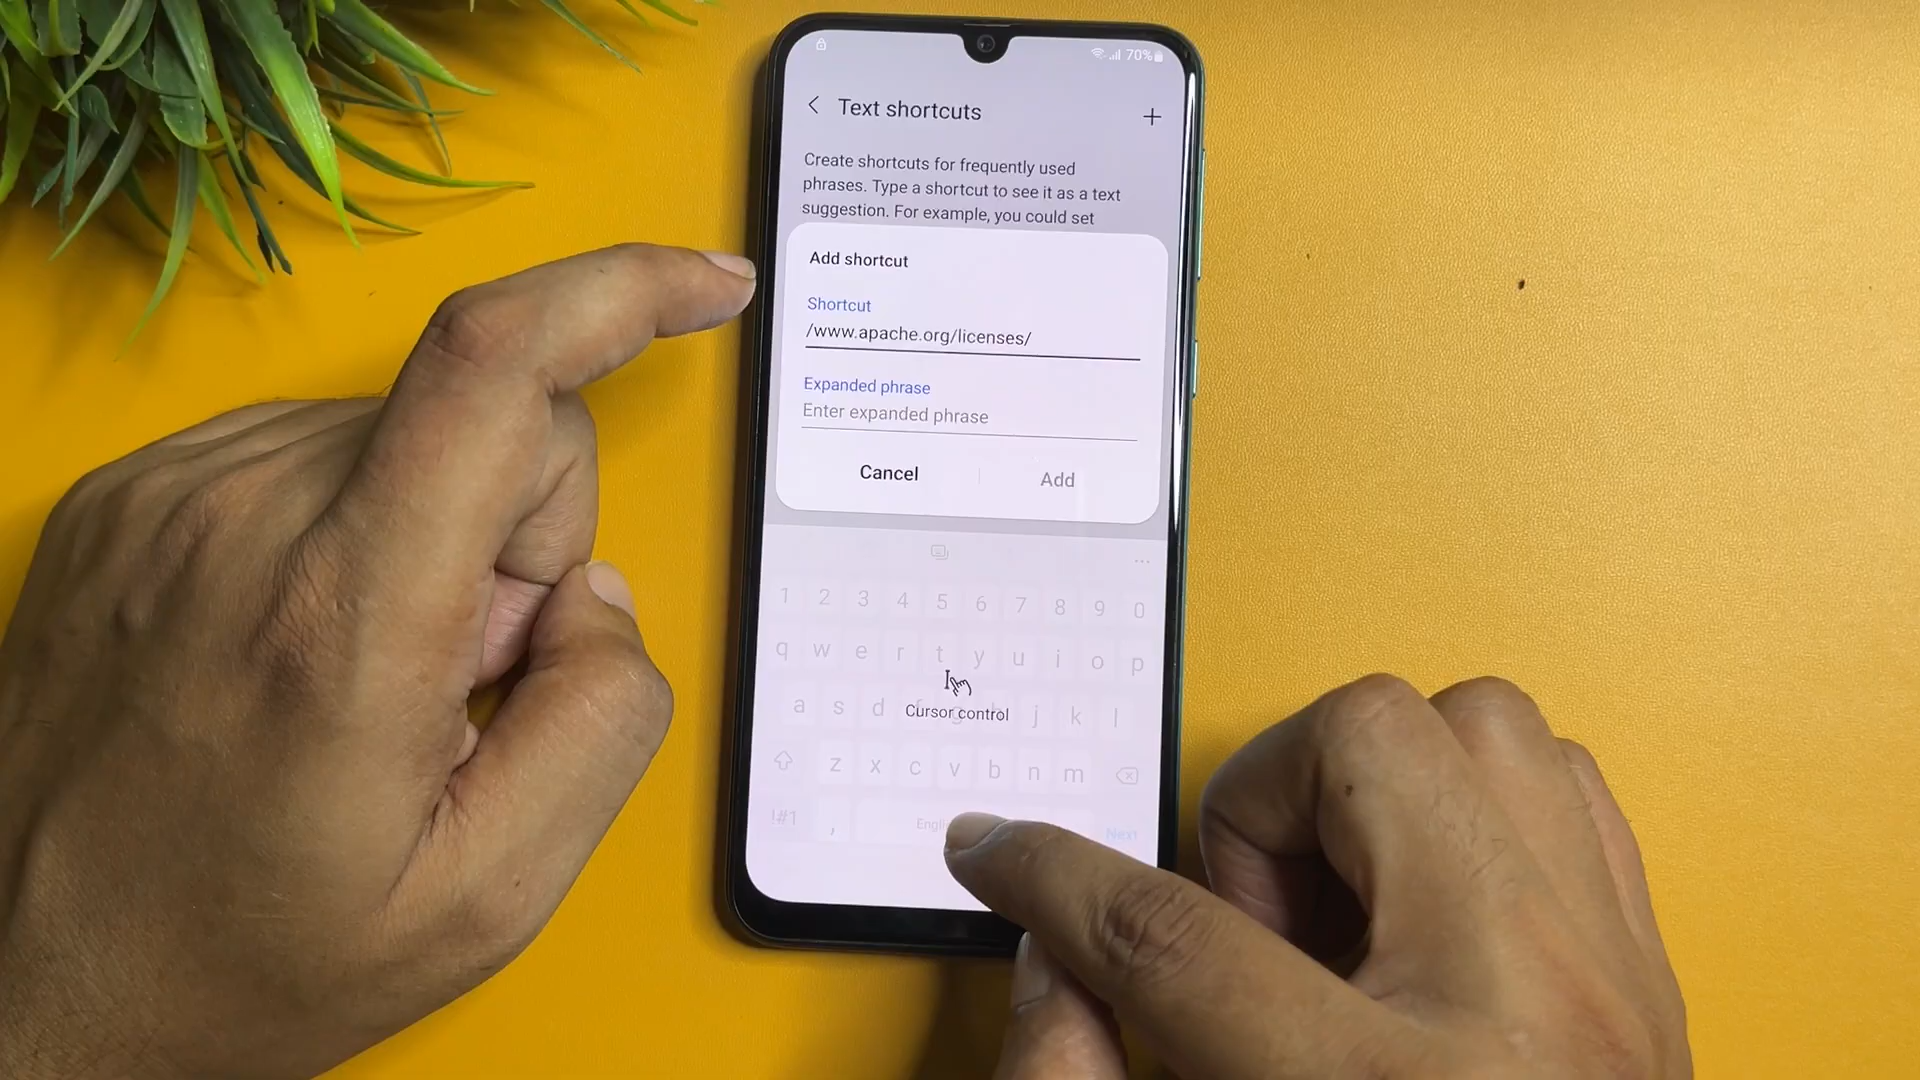 70%
Text shortcuts
+
Create shortcuts for frequently used
phrases. Type a shortcut to see it as a text
suggestion. For example, you could set
Add shortcut
Shortcut
/www.apache.org/licenses/
Expanded phrase
Enter expanded phrase
Cancel
Add
1 2 3 4 5 6 7 8 9 0
q w e r t y u i o p
a s d g j k l
Cursor control
z x c v b n m
!#1 , Engli Next